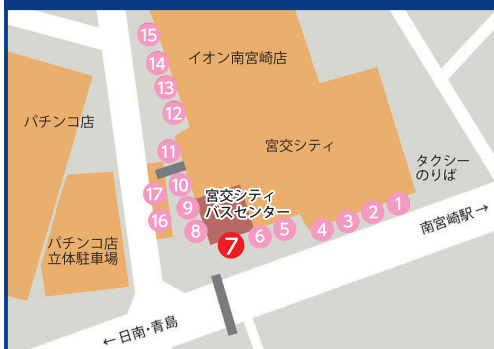 15
イオン南宮崎店
14
13
12
パチンコ店
11
宮交シティ
タクシー
のりば
10
17
9
宮交シティ
バスセンター
16
8
7
6
5
4
3
2
1
南宮崎駅→
パチンコ店
立体駐車場
←日南・青島